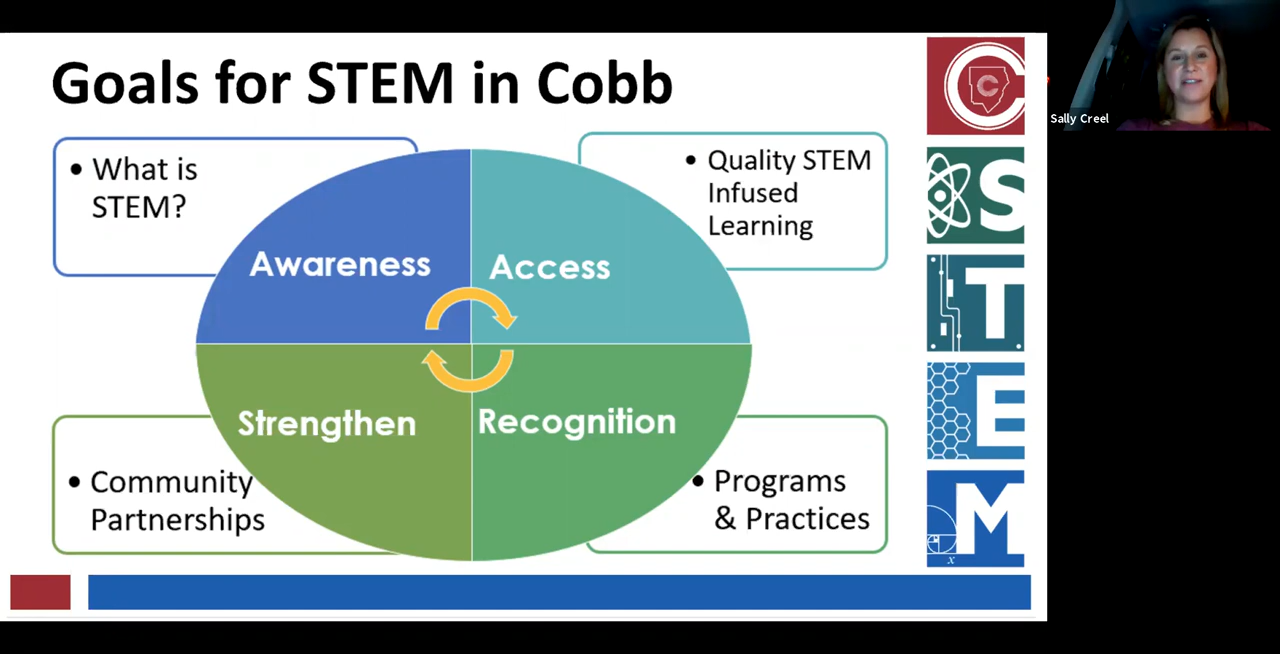 Goals for STEM in Cobb
• What is
STEM?
• Quality STEM
Infused
Learning
Awareness
Access
Strengthen
Recognition
• Community
Partnerships
• Programs
& Practices
C
C
S
T
E
M
x
Sally Creel